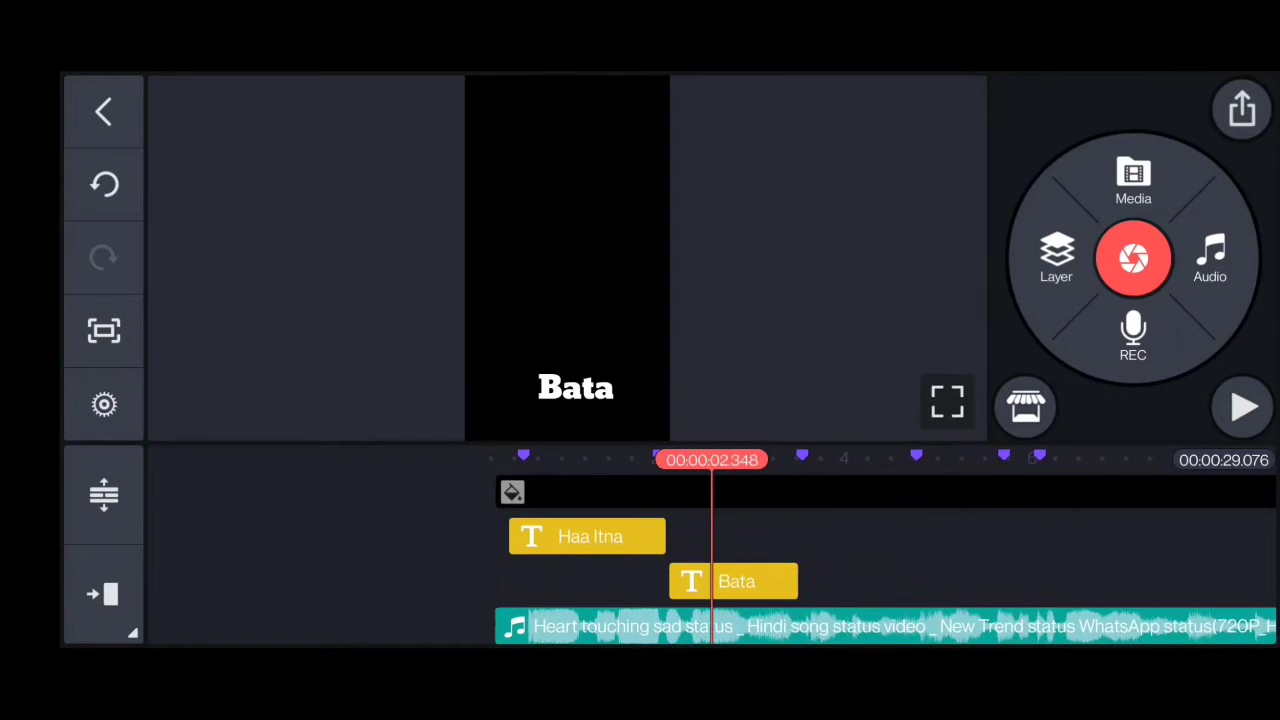 Media
Layer
Audio
REC
Bata
00:00:02.348
4
6
00:00:29.076
T Haa Itna
T Bata
Heart touching sad status _ Hindi song status video _ New Trend status WhatsApp status(720P_H